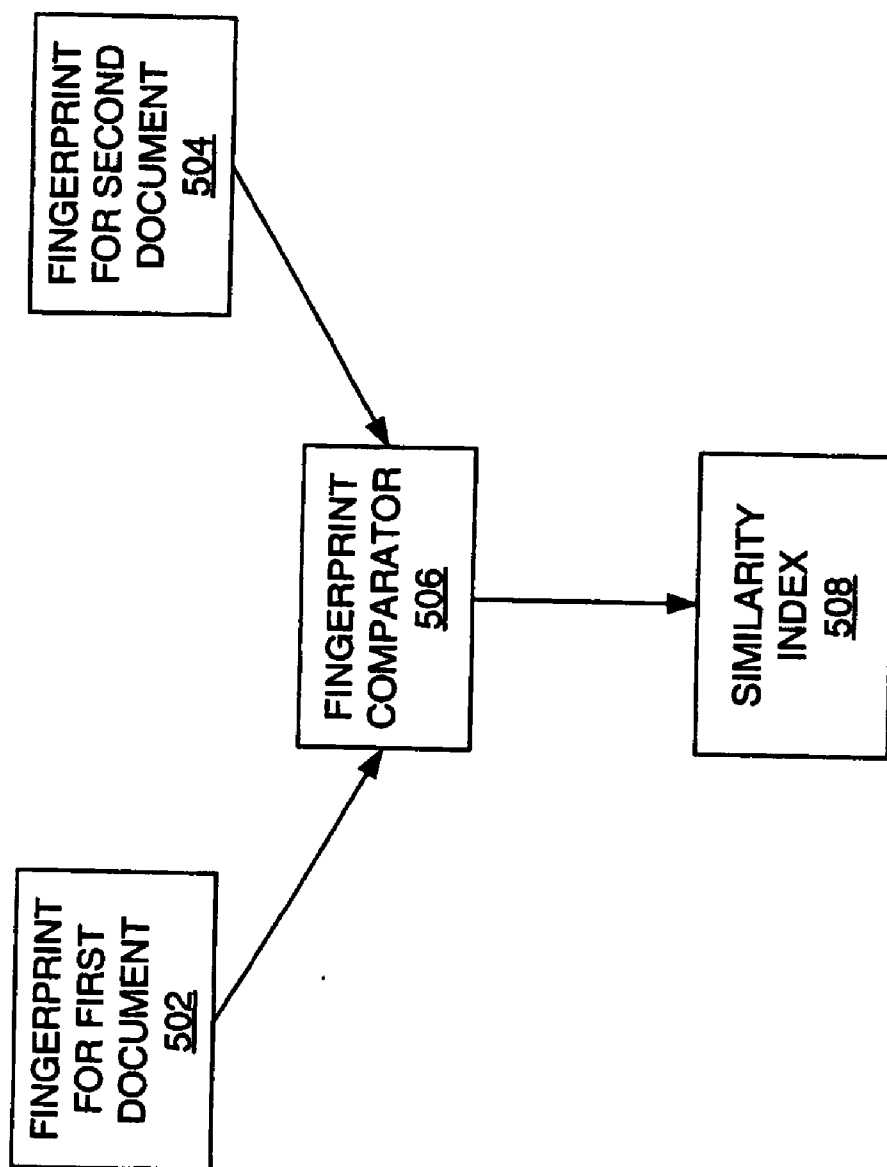 FINGERPRINT
FOR FIRST
DOCUMENT
502
FINGERPRINT
FOR SECOND
DOCUMENT
504
FINGERPRINT
COMPARATOR
506
SIMILARITY
INDEX
508